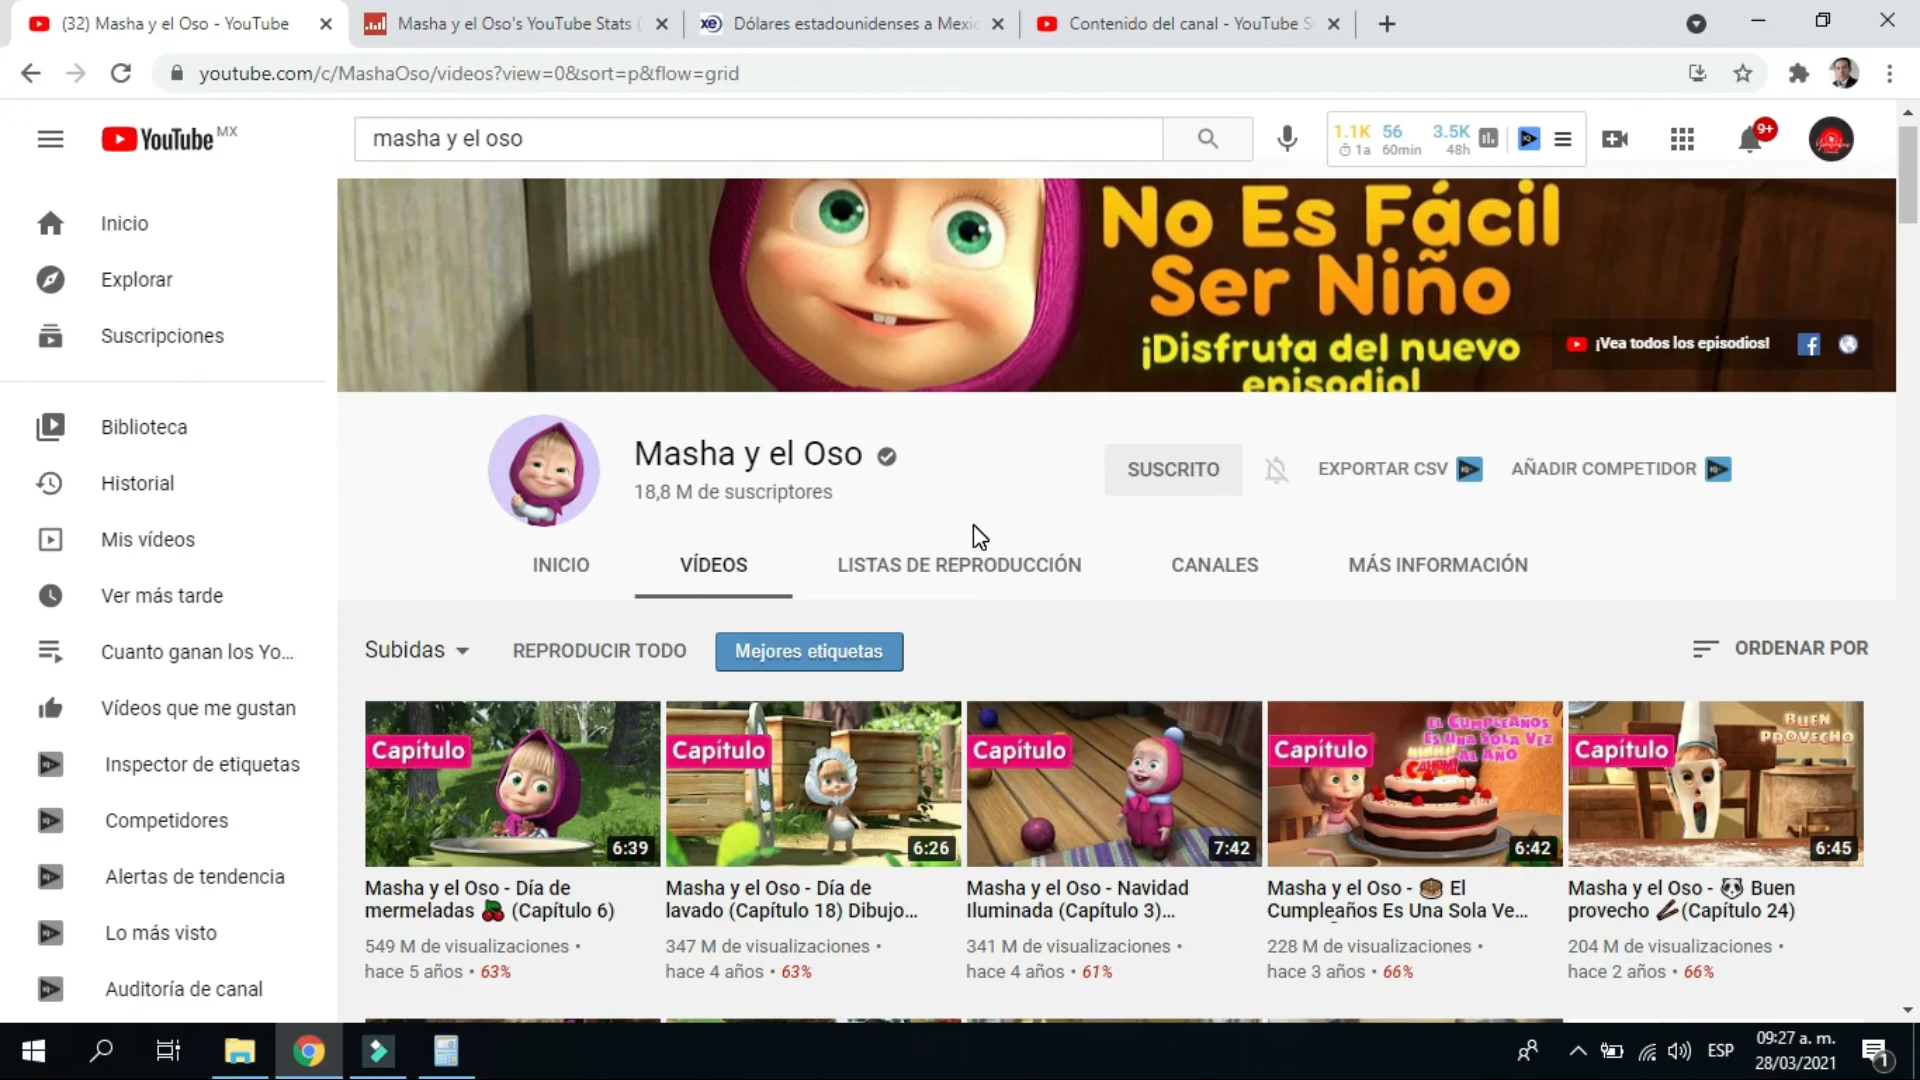 (32) Masha y el Oso - YouTube
Masha y el Oso's YouTube Stats (
Dólares estadounidenses a Mexic
Contenido del canal - YouTube S
youtube.com/c/MashaOso/videos?view=0&sort=p&flow=grid
YouTube MX
masha y el oso
1.1K 56 3.5K
1a 60min 48h
9+
Inicio
Explorar
Suscripciones
Biblioteca
Historial
Mis vídeos
Ver más tarde
Cuanto ganan los Yo...
Vídeos que me gustan
Inspector de etiquetas
Competidores
Alertas de tendencia
Lo más visto
Auditoría de canal
No Es Fácil
Ser Niño
¡Disfruta del nuevo
episodio!
¡Vea todos los episodios!
Masha y el Oso
18,8 M de suscriptores
SUSCRITO
EXPORTAR CSV
AÑADIR COMPETIDOR
INICIO
VÍDEOS
LISTAS DE REPRODUCCIÓN
CANALES
MÁS INFORMACIÓN
Subidas
REPRODUCIR TODO
Mejores etiquetas
ORDENAR POR
Capítulo
6:39
Masha y el Oso - Día de
mermeladas 🍒 (Capítulo 6)
549 M de visualizaciones •
hace 5 años • 63%
Capítulo
6:26
Masha y el Oso - Día de
lavado (Capítulo 18) Dibujo...
347 M de visualizaciones •
hace 4 años • 63%
Capítulo
7:42
Masha y el Oso - Navidad
Iluminada (Capítulo 3)...
341 M de visualizaciones •
hace 4 años • 61%
Capítulo
El Cumpleaños
Es Una Sola Vez
Al Año
6:42
Masha y el Oso - 🎂 El
Cumpleaños Es Una Sola Ve...
228 M de visualizaciones •
hace 3 años • 66%
Capítulo
Buen
Provecho
6:45
Masha y el Oso - 🐼 Buen
provecho 🥢(Capítulo 24)
204 M de visualizaciones •
hace 2 años • 66%
ESP
09:27 a. m.
28/03/2021
1